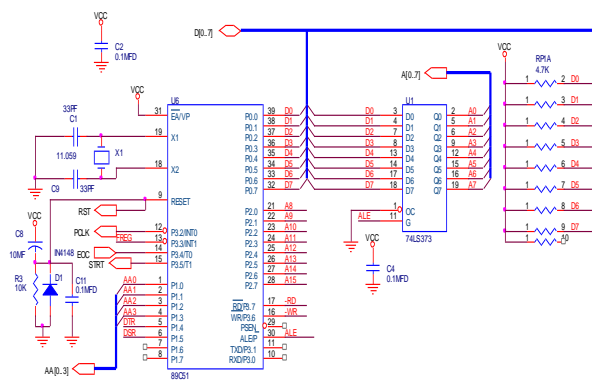 VCC
C2
0.1MFD
D[0..7]
A[0..7]
VCC
RP1A
4.7K
1 2 D0
1 3 D1
1 4 D2
1 5 D3
1 6 D4
1 7 D5
1 8 D6
1 9 D7
1 10
VCC
U6
31 EA/VP
19 X1
18 X2
9 RESET
12 P3.2/INT0
13 P3.3/INT1
14 P3.4/T0
15 P3.5/T1
1 P1.0
2 P1.1
3 P1.2
4 P1.3
5 P1.4
6 P1.5
7 P1.6
8 P1.7
P0.0 39 D0
P0.1 38 D1
P0.2 37 D2
P0.3 36 D3
P0.4 35 D4
P0.5 34 D5
P0.6 33 D6
P0.7 32 D7
P2.0 21 A8
P2.1 22 A9
P2.2 23 A10
P2.3 24 A11
P2.4 25 A12
P2.5 26 A13
P2.6 27 A14
P2.7 28 A15
RD/P3.7 17 -RD
WR/P3.6 16 -WR
PSEN 29
ALE/P 30 ALE
TXD/P3.1 11
RXD/P3.0 10
89C51
33PF
C1
11.059
X1
C9
33PF
RST
PCLK
FREG
EOC
STRT
VCC
C8
10MF
IN4148
R3
10K
D1
C11
0.1MFD
AA0
AA1
AA2
AA3
DTR
DSR
AA[0..3]
U1
D0 3 D0 Q0 2 A0
D1 4 D1 Q1 5 A1
D2 7 D2 Q2 6 A2
D3 8 D3 Q3 9 A3
D4 13 D4 Q4 12 A4
D5 14 D5 Q5 15 A5
D6 17 D6 Q6 16 A6
D7 18 D7 Q7 19 A7
1 OC
ALE 11 G
74LS373
VCC
C4
0.1MFD